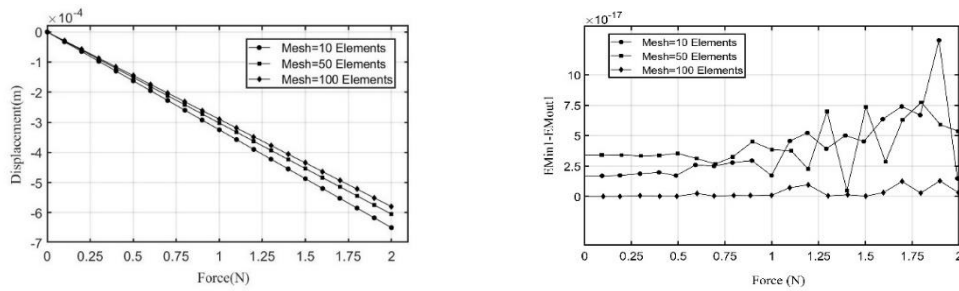 ×10⁻⁴
0
-1
-2
-3
-4
-5
-6
-7
Displacement(m)
Mesh=10 Elements
Mesh=50 Elements
Mesh=100 Elements
0 0.25 0.5 0.75 1 1.25 1.5 1.75 2
Force(N)
×10⁻¹⁷
10
7.5
5
2.5
0
EMin1-EMout1
Mesh=10 Elements
Mesh=50 Elements
Mesh=100 Elements
0 0.25 0.5 0.75 1 1.25 1.5 1.75 2
Force (N)